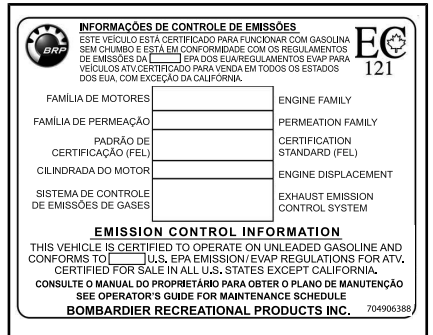 INFORMAÇÕES
DE CONTROLE DE EMISSÕES
ESTE VEÍCULO ESTÁ CERTIFICADO PARA FUNCIONAR COM GASOLINA
SEM CHUMBO E ESTÁ EM CONFORMIDADE COM OS REGULAMENTOS
DE EMISSÕES DA EPA DOS EUA/REGULAMENTOS EVAP PARA
VEÍCULOS ATV.CERTIFICADO PARA VENDA EM TODOS OS ESTADOS
DOS EUA, COM EXCEÇÃO DA CALIFÓRNIA.
BRP
EC
121
FAMÍLIA DE MOTORES
ENGINE FAMILY
FAMÍLIA DE PERMEAÇÃO
PERMEATION FAMILY
PADRÃO DE
CERTIFICAÇÃO (FEL)
CERTIFICATION
STANDARD (FEL)
CILINDRADA DO MOTOR
ENGINE DISPLACEMENT
SISTEMA DE CONTROLE
DE EMISSÕES DE GASES
EXHAUST EMISSION
CONTROL SYSTEM
EMISSION CONTROL INFORMATION
THIS VEHICLE IS CERTIFIED TO OPERATE ON UNLEADED GASOLINE AND
CONFORMS TO U.S. EPA EMISSION/EVAP REGULATIONS FOR ATV.
CERTIFIED FOR SALE IN ALL U.S. STATES EXCEPT CALIFORNIA.
CONSULTE O MANUAL DO PROPRIETÁRIO PARA OBTER O PLANO DE MANUTENÇÃO
SEE OPERATOR'S GUIDE FOR MAINTENANCE SCHEDULE
BOMBARDIER RECREATIONAL PRODUCTS INC.
704906388